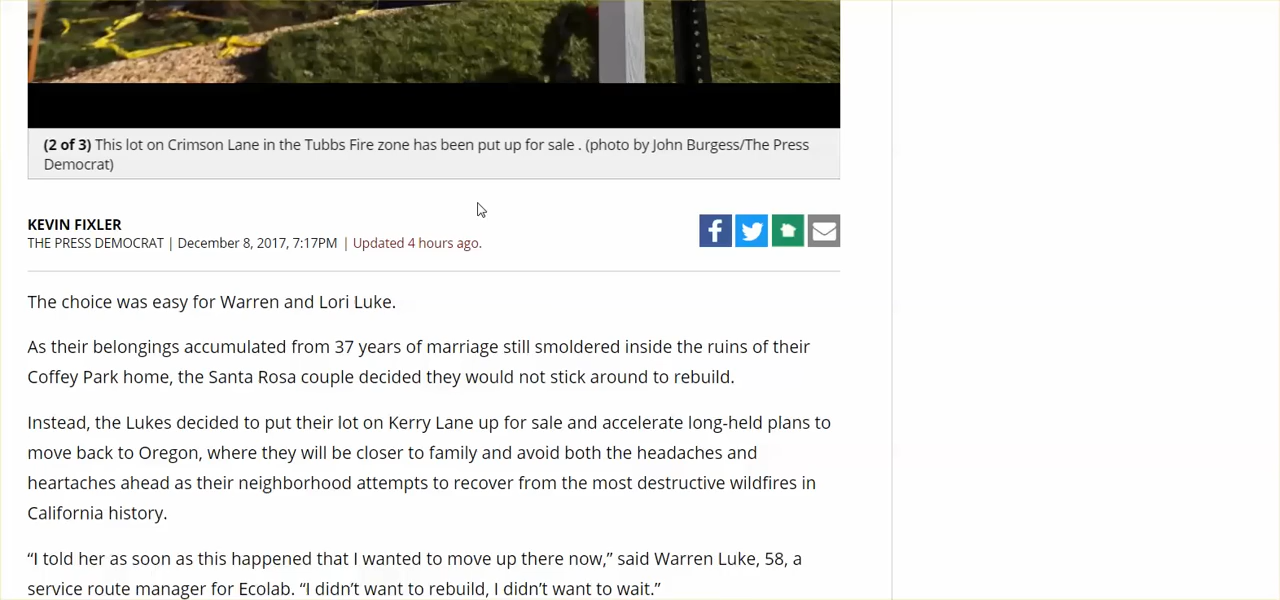 (2 of 3) This lot on Crimson Lane in the Tubbs Fire zone has been put up for sale . (photo by John Burgess/The Press
Democrat)
KEVIN FIXLER
THE PRESS DEMOCRAT | December 8, 2017, 7:17PM | Updated 4 hours ago.
The choice was easy for Warren and Lori Luke.
As their belongings accumulated from 37 years of marriage still smoldered inside the ruins of their
Coffey Park home, the Santa Rosa couple decided they would not stick around to rebuild.
Instead, the Lukes decided to put their lot on Kerry Lane up for sale and accelerate long-held plans to
move back to Oregon, where they will be closer to family and avoid both the headaches and
heartaches ahead as their neighborhood attempts to recover from the most destructive wildfires in
California history.
“I told her as soon as this happened that I wanted to move up there now,” said Warren Luke, 58, a
service route manager for Ecolab. “I didn’t want to rebuild, I didn’t want to wait.”